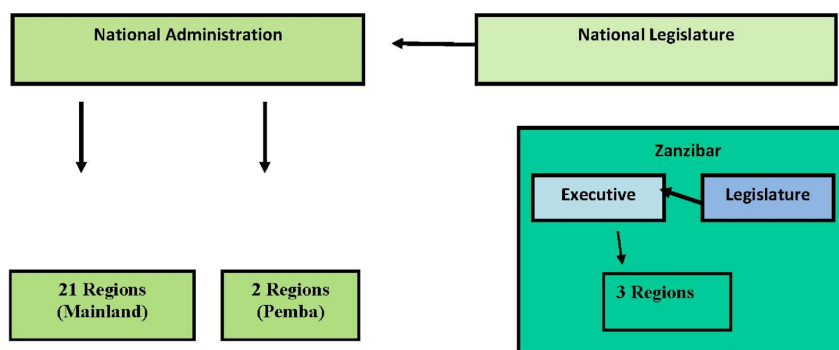 National Administration
National Legislature
Zanzibar
Executive
Legislature
21 Regions
(Mainland)
2 Regions
(Pemba)
3 Regions